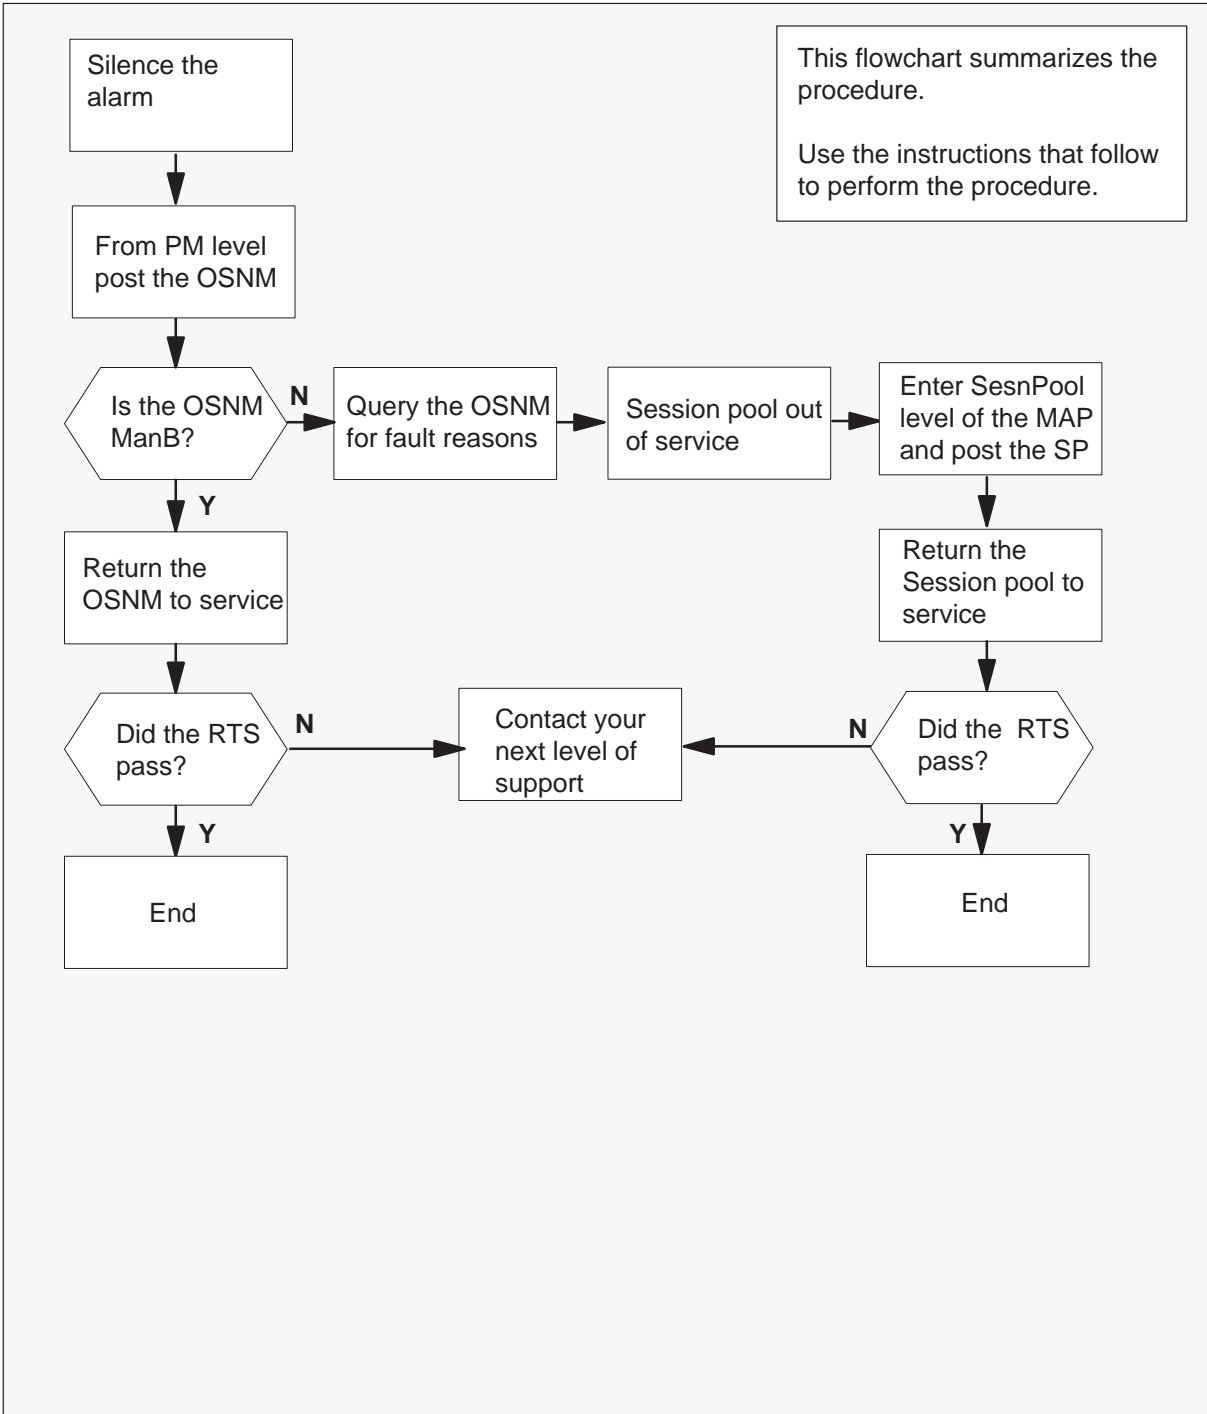 Silence the
alarm
This flowchart summarizes the
procedure.
Use the instructions that follow
to perform the procedure.
From PM level
post the OSNM
Is the OSNM
ManB?
N
Query the OSNM
for fault reasons
Session pool out
of service
Enter SesnPool
level of the MAP
and post the SP
Y
Return the
OSNM to service
Return the
Session pool to
service
Did the RTS
pass?
N
Contact your
next level of
support
N
Did the RTS
pass?
Y
End
Y
End